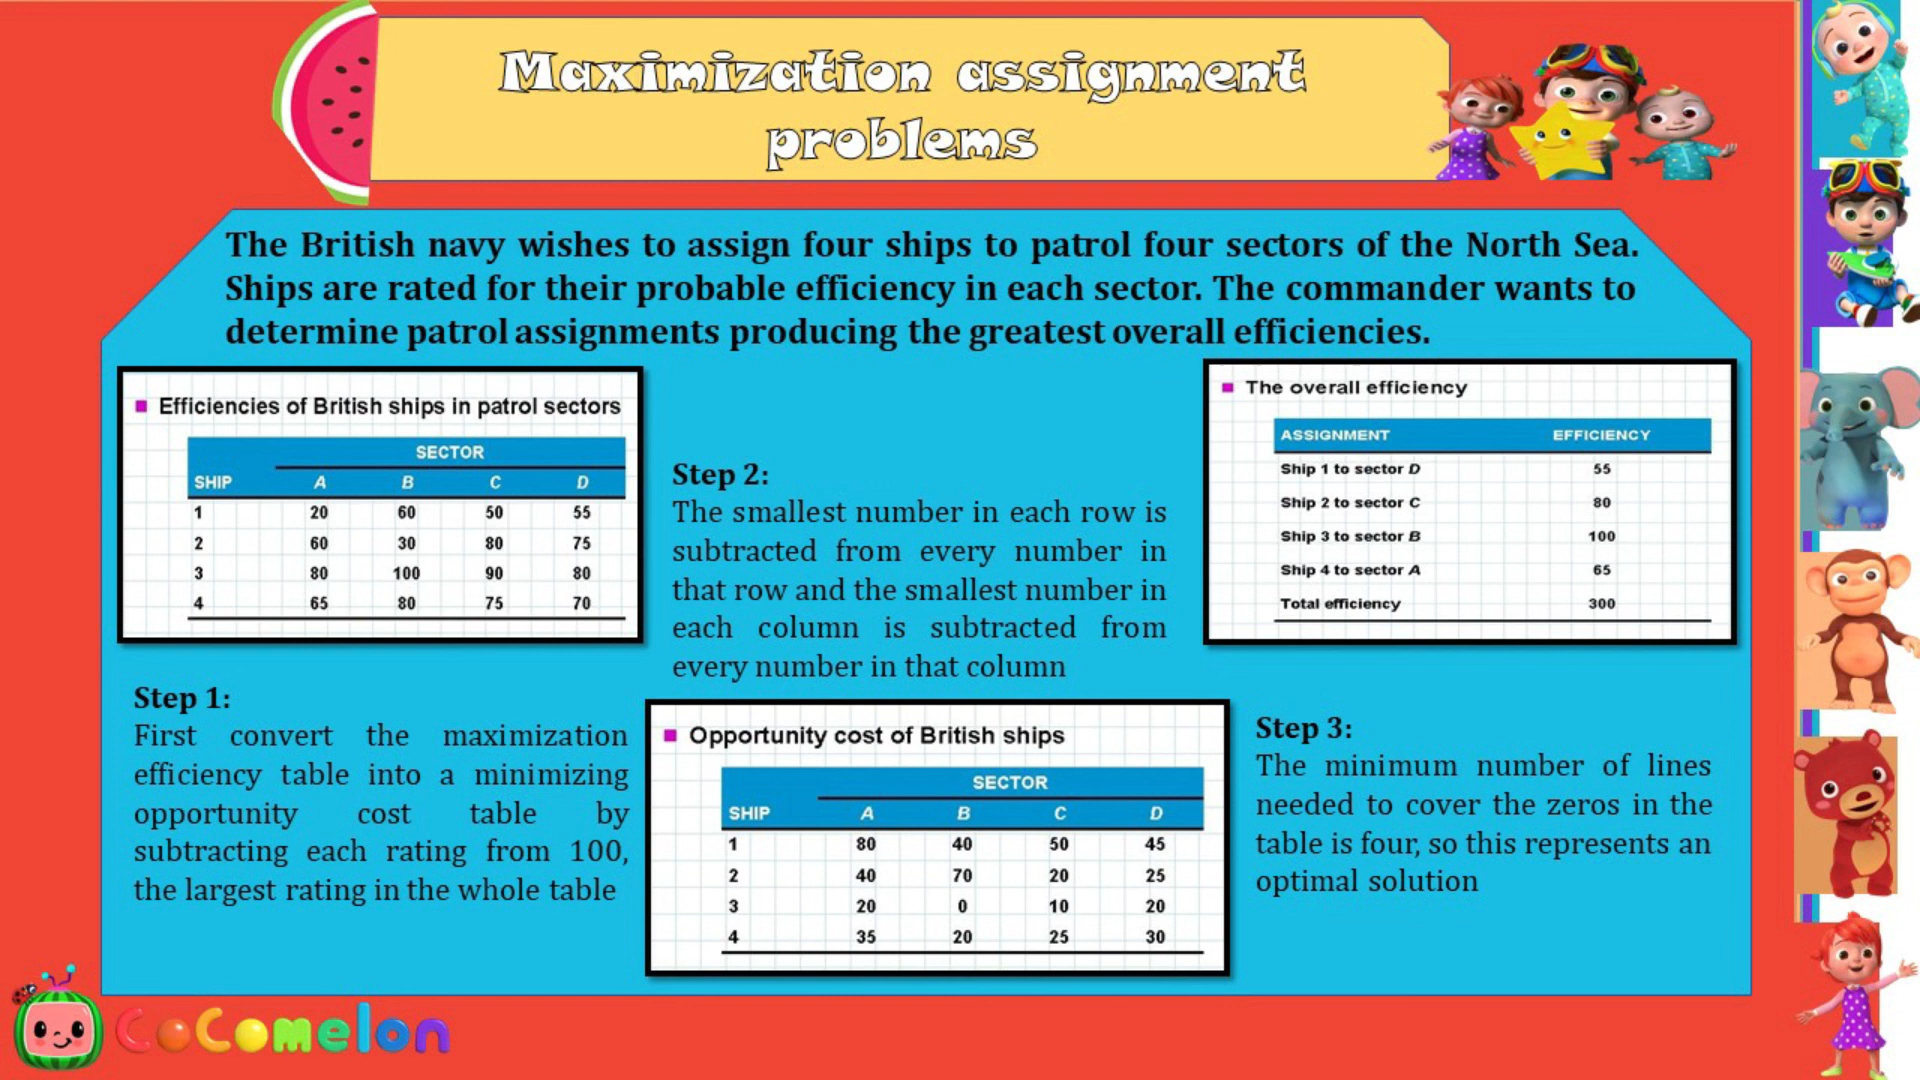 Maximization assignment
problems
The British navy wishes to assign four ships to patrol four sectors of the North Sea.
Ships are rated for their probable efficiency in each sector. The commander wants to
determine patrol assignments producing the greatest overall efficiencies.
Efficiencies of British ships in patrol sectors
SECTOR
SHIP A B C D
1 20 60 50 55
2 60 30 80 75
3 80 100 90 80
4 65 80 75 70
Step 1:
First convert the maximization
efficiency table into a minimizing
opportunity cost table by
subtracting each rating from 100,
the largest rating in the whole table
Step 2:
The smallest number in each row is
subtracted from every number in
that row and the smallest number in
each column is subtracted from
every number in that column
Opportunity cost of British ships
SECTOR
SHIP A B C D
1 80 40 50 45
2 40 70 20 25
3 20 0 10 20
4 35 20 25 30
The overall efficiency
ASSIGNMENT EFFICIENCY
Ship 1 to sector D 55
Ship 2 to sector C 80
Ship 3 to sector B 100
Ship 4 to sector A 65
Total efficiency 300
Step 3:
The minimum number of lines
needed to cover the zeros in the
table is four, so this represents an
optimal solution
CoComelon